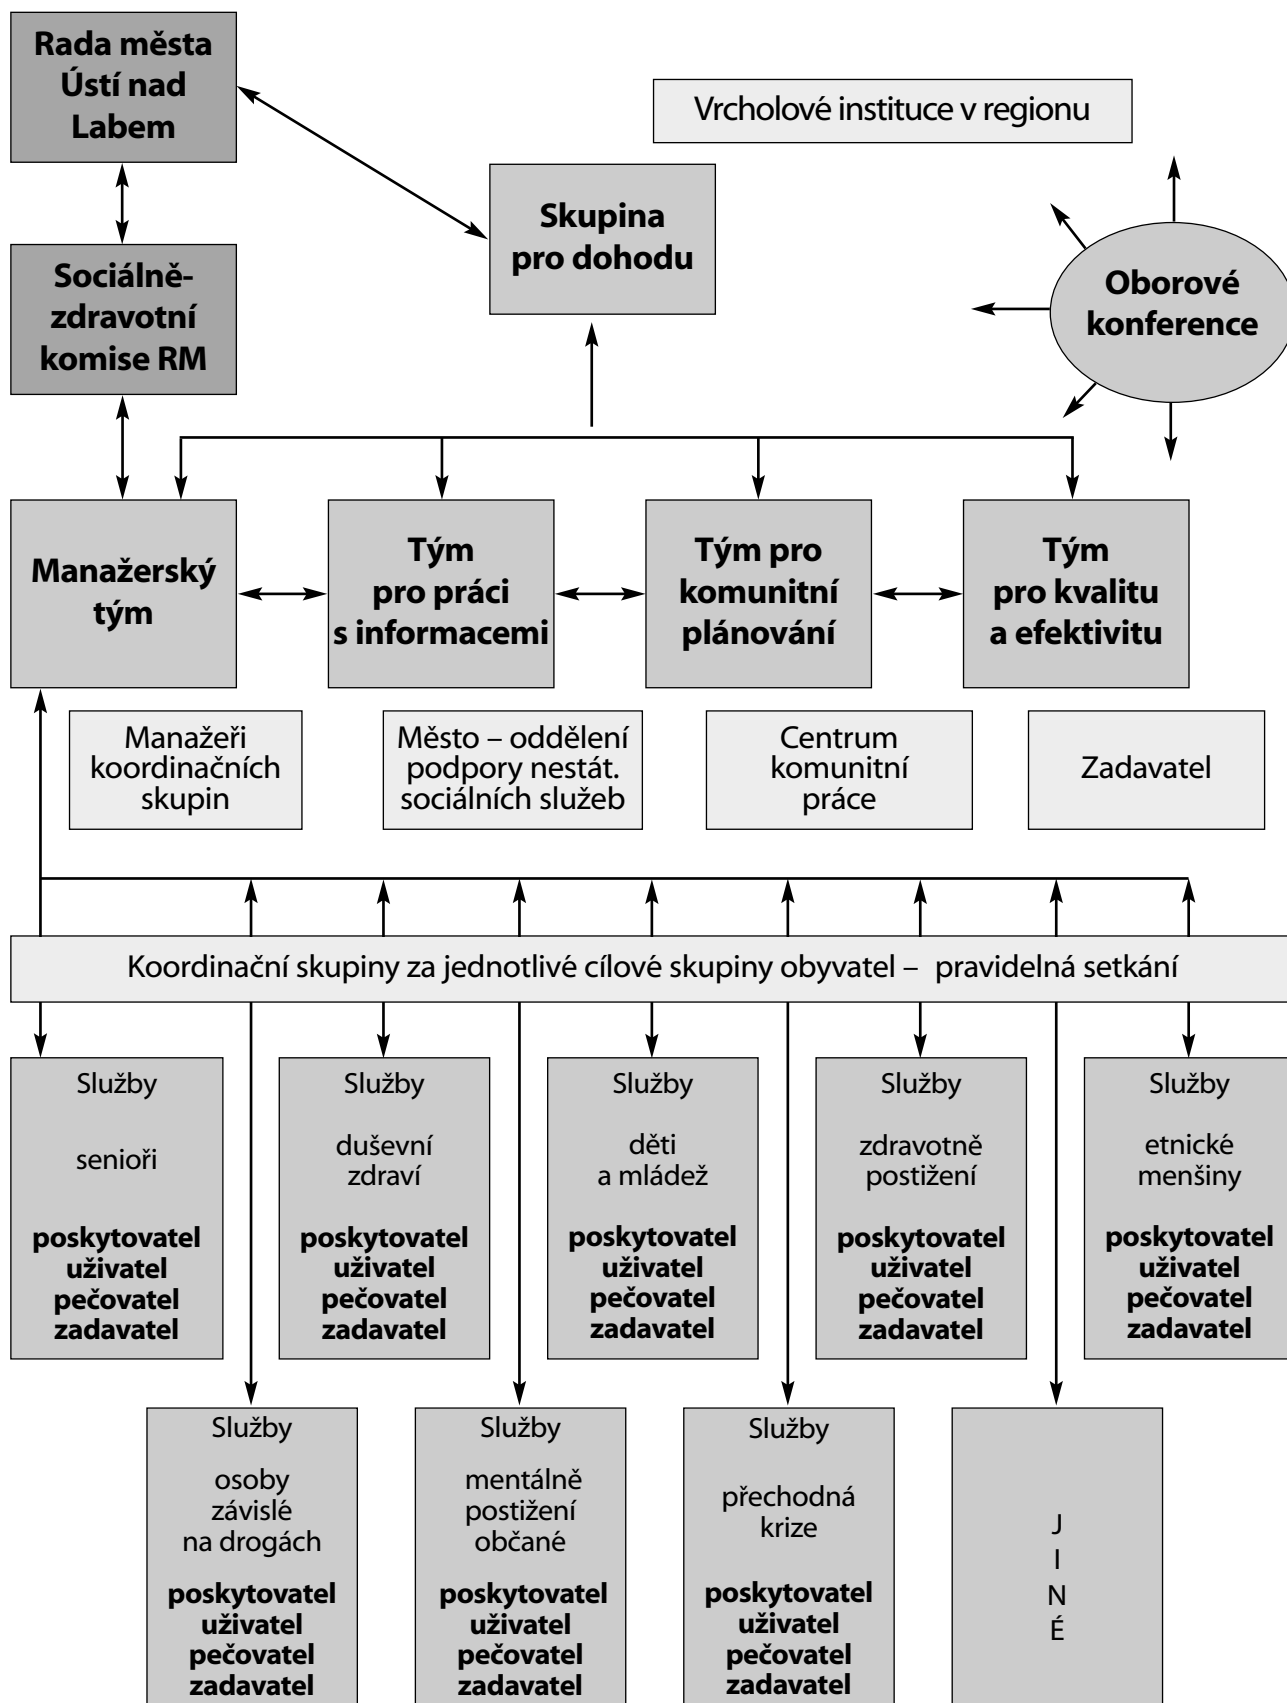 Rada města
Ústí nad
Labem
Vrcholové instituce v regionu
Skupina
pro dohodu
Oborové
konference
Sociálně-
zdravotní
komise RM
Manažerský
tým
Tým
pro práci
s informacemi
Tým pro
komunitní
plánování
Tým
pro kvalitu
a efektivitu
Manažeři
koordinačních
skupin
Město – oddělení
podpory nestát.
sociálních služeb
Centrum
komunitní
práce
Zadavatel
Koordinační skupiny za jednotlivé cílové skupiny obyvatel – pravidelná setkání
Služby
senioři
poskytovatel
uživatel
pečovatel
zadavatel
Služby
duševní
zdraví
poskytovatel
uživatel
pečovatel
zadavatel
Služby
děti
a mládež
poskytovatel
uživatel
pečovatel
zadavatel
Služby
zdravotně
postižení
poskytovatel
uživatel
pečovatel
zadavatel
Služby
etnické
menšiny
poskytovatel
uživatel
pečovatel
zadavatel
Služby
osoby
závislé
na drogách
poskytovatel
uživatel
pečovatel
zadavatel
Služby
mentálně
postižení
občané
poskytovatel
uživatel
pečovatel
zadavatel
Služby
přechodná
krize
poskytovatel
uživatel
pečovatel
zadavatel
J
I
N
É